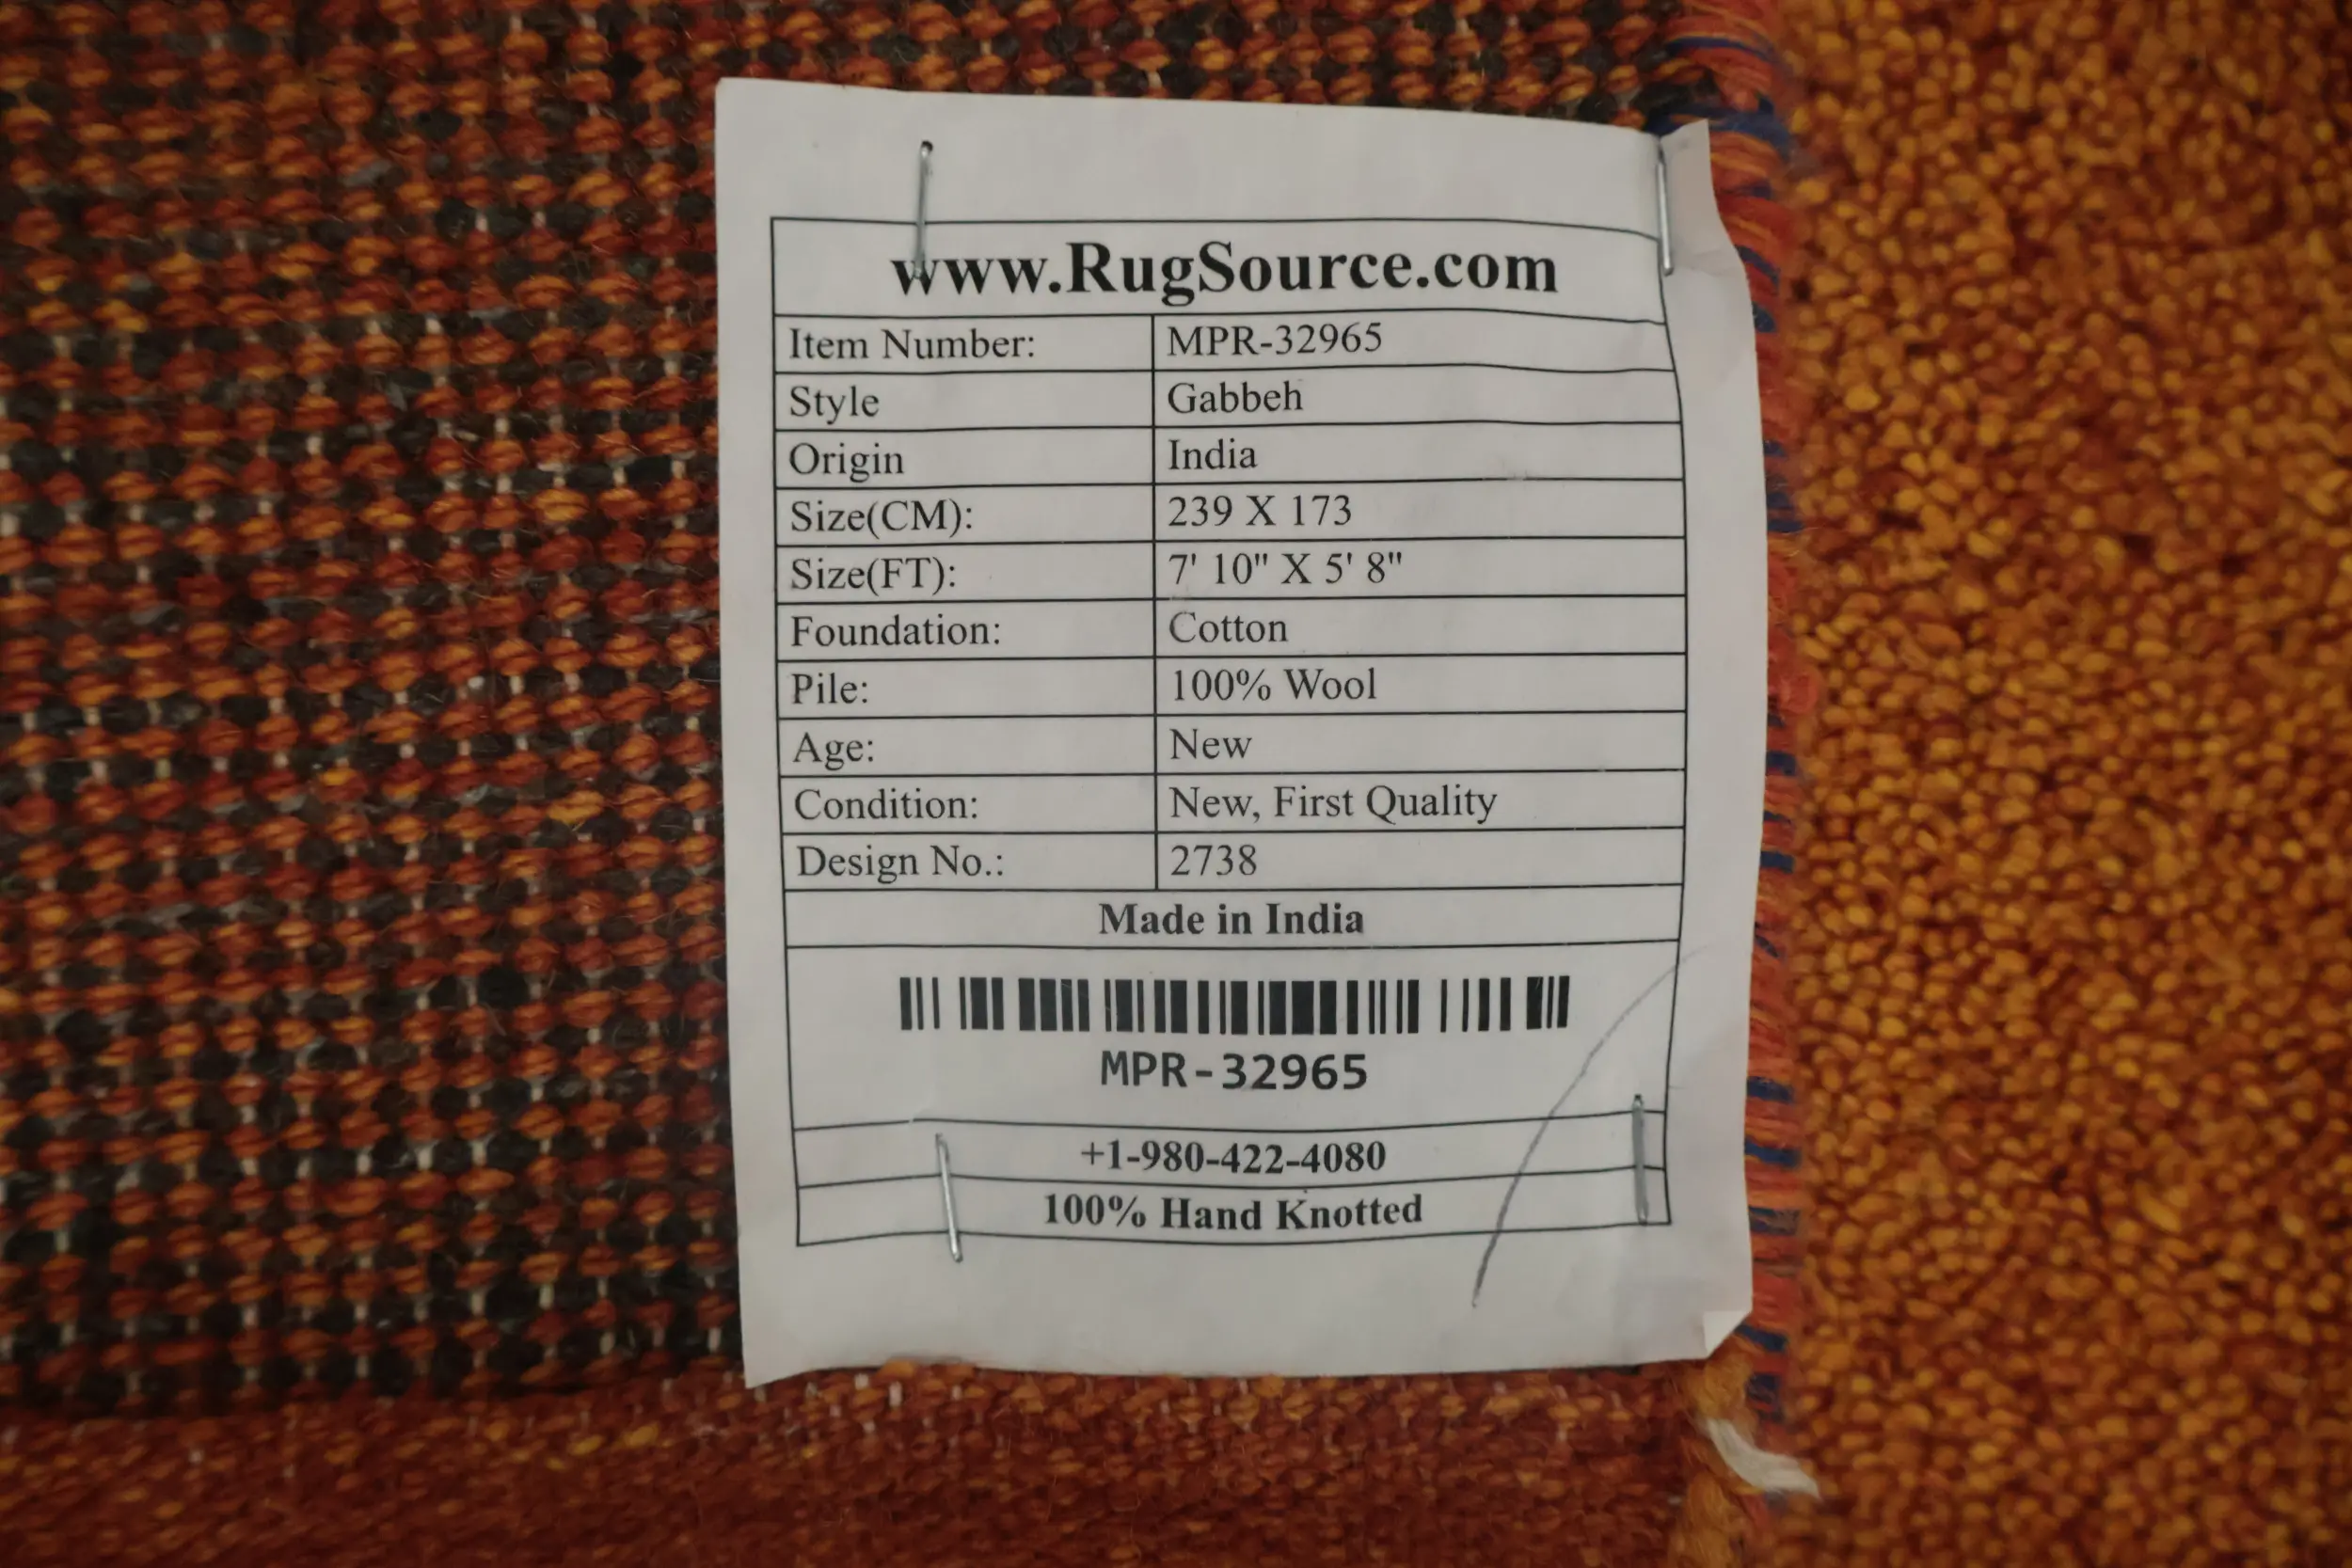 www.RugSource.com
Item Number: MPR-32965
Style Gabbeh
Origin India
Size(CM): 239 X 173
Size(FT): 7' 10" X 5' 8"
Foundation: Cotton
Pile: 100% Wool
Age: New
Condition: New, First Quality
Design No.: 2738
Made in India
MPR-32965
+1-980-422-4080
100% Hand Knotted